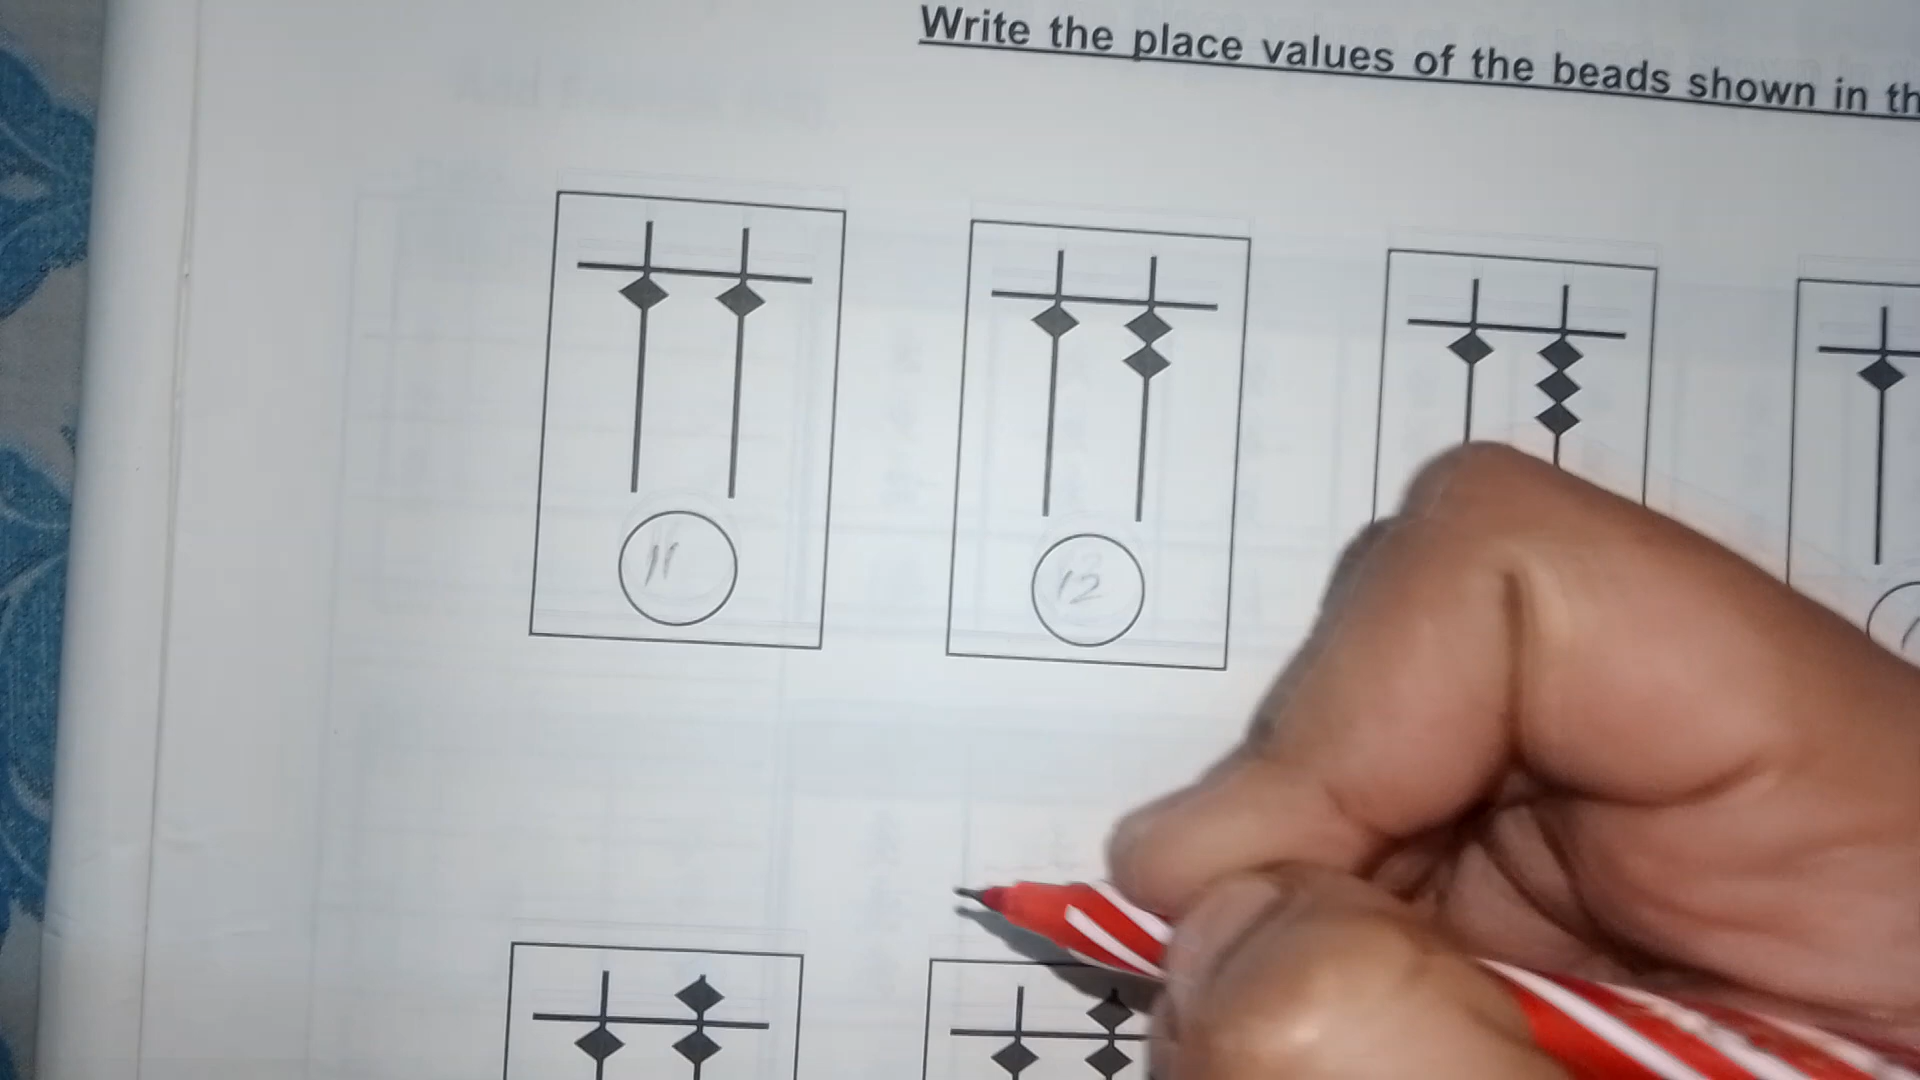 Write the place values of the beads shown in th
11
12